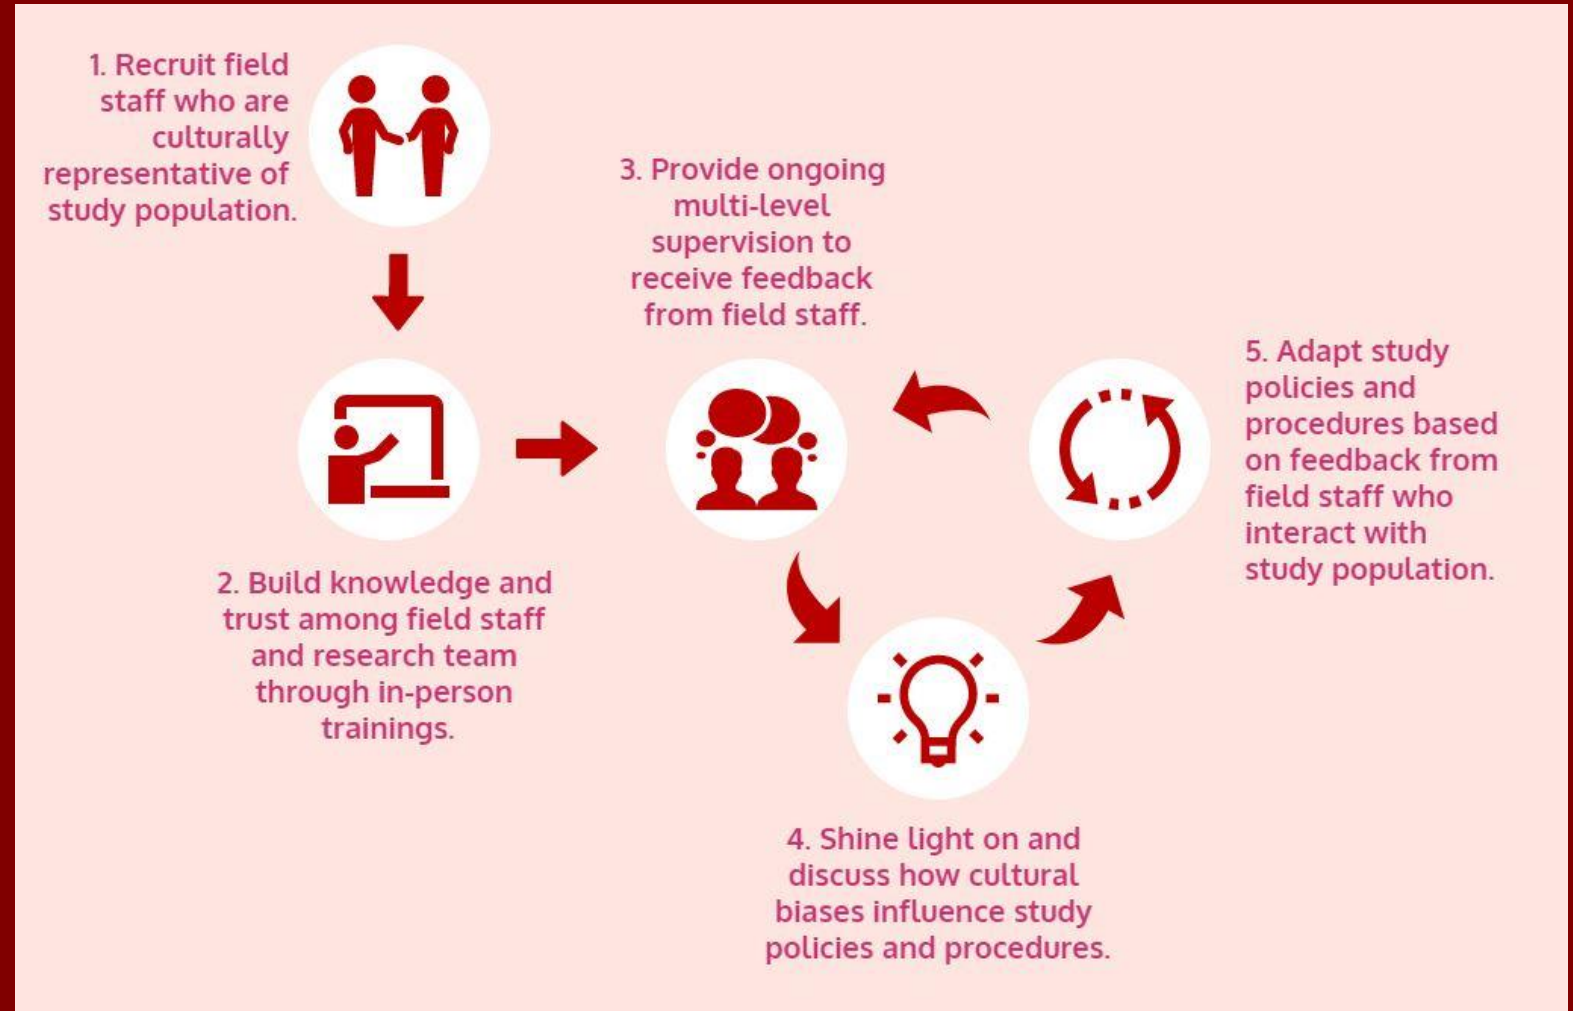 1. Recruit field
staff who are
culturally
representative of
study population.
2. Build knowledge and
trust among field staff
and research team
through in-person
trainings.
3. Provide ongoing
multi-level
supervision to
receive feedback
from field staff.
4. Shine light on and
discuss how cultural
biases influence study
policies and procedures.
5. Adapt study
policies and
procedures based
on feedback from
field staff who
interact with
study population.